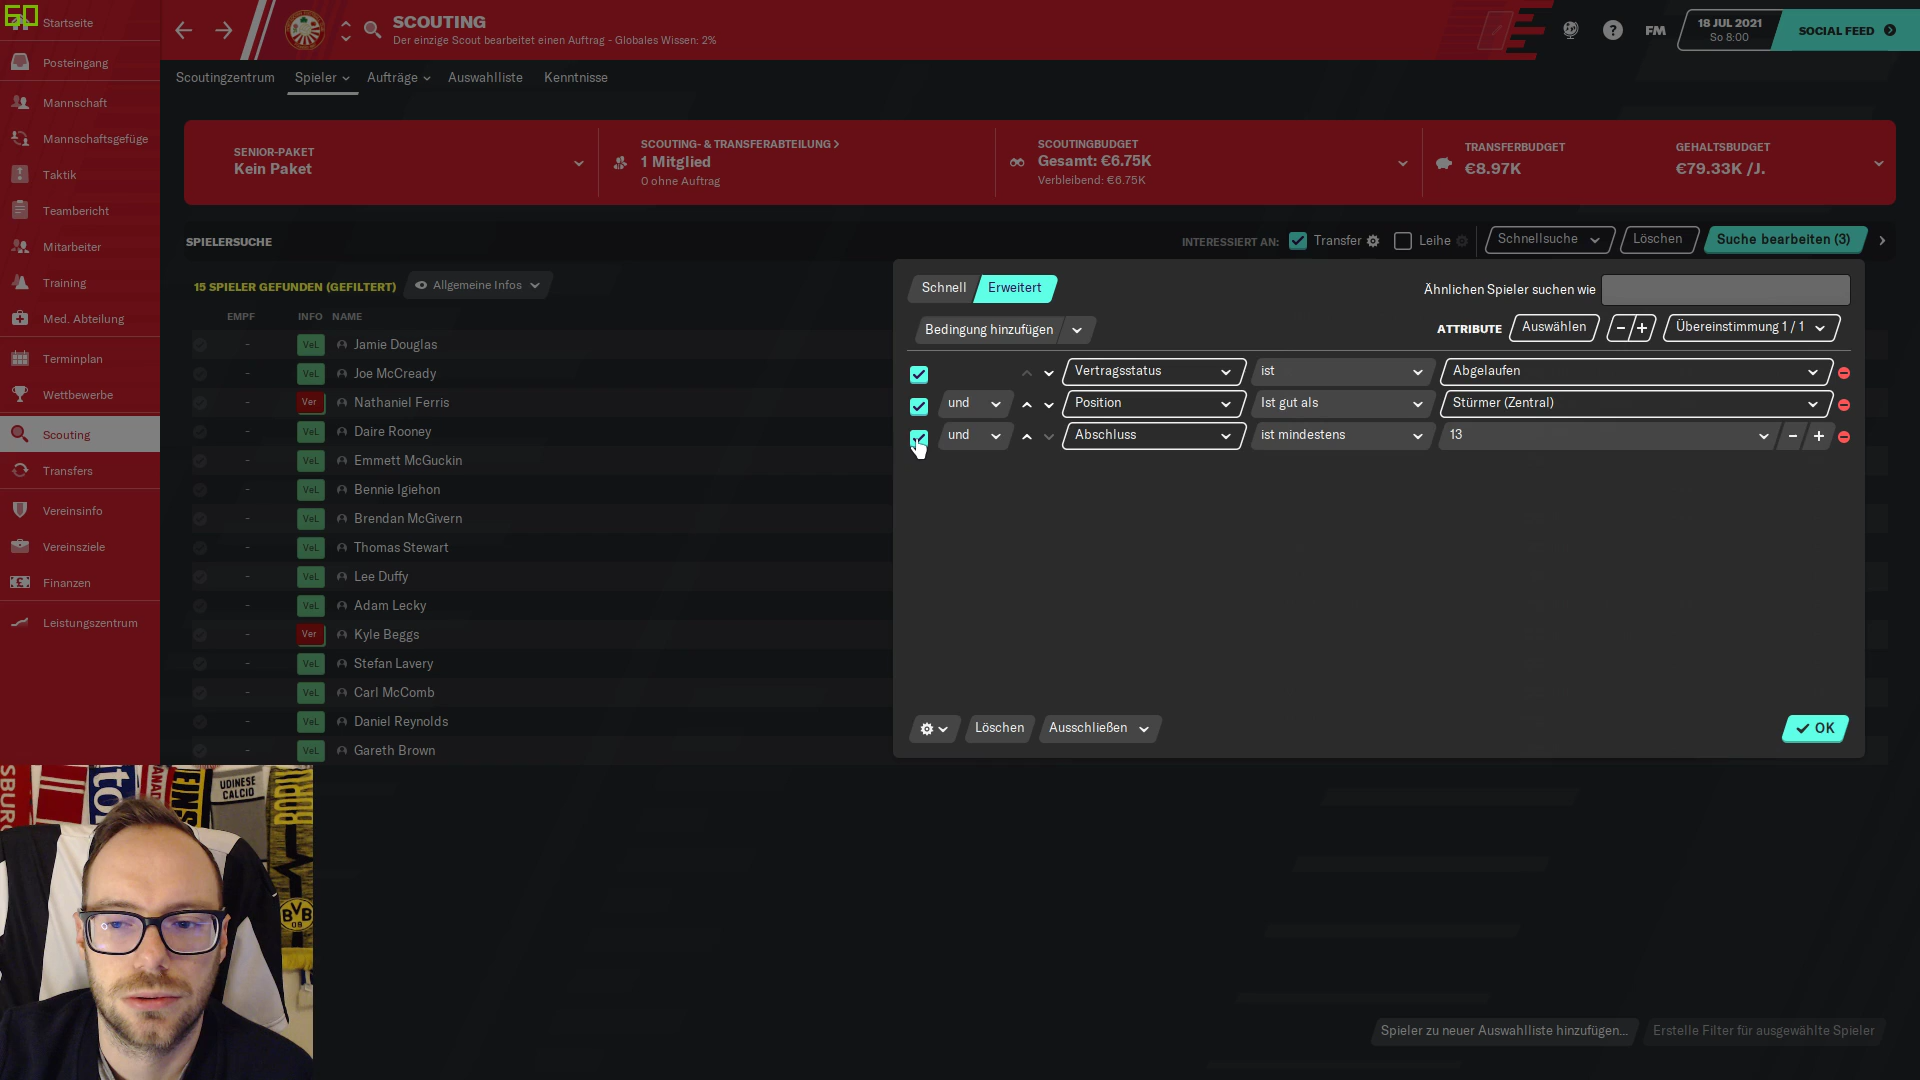 60
Startseite
Posteingang
Mannschaft
Mannschaftsgefüge
Taktik
Teambericht
Mitarbeiter
Training
Med. Abteilung
Terminplan
Wettbewerbe
Scouting
Transfers
Vereinsinfo
Vereinsziele
Finanzen
Leistungszentrum
SCOUTING
Der einzige Scout bearbeitet einen Auftrag - Globales Wissen: 2%
FM
18 JUL 2021
So 8:00
SOCIAL FEED
Scoutingzentrum
Spieler
Aufträge
Auswahlliste
Kenntnisse
SENIOR-PAKET
Kein Paket
SCOUTING- & TRANSFERABTEILUNG
1 Mitglied
0 ohne Auftrag
SCOUTINGBUDGET
Gesamt: €6.75K
Verbleibend: €6.75K
TRANSFERBUDGET
€8.97K
GEHALTSBUDGET
€79.33K /J.
SPIELERSUCHE
INTERESSIERT AN:
Transfer
Leihe
Schnellsuche
Löschen
Suche bearbeiten (3)
15 SPIELER GEFUNDEN (GEFILTERT)
Allgemeine Infos
EMPF INFO NAME
- VeL Jamie Douglas
- VeL Joe McCready
- Ver Nathaniel Ferris
- VeL Daire Rooney
- VeL Emmett McGuckin
- VeL Bennie Igiehon
- VeL Brendan McGivern
- VeL Thomas Stewart
- VeL Lee Duffy
- VeL Adam Lecky
- Ver Kyle Beggs
- VeL Stefan Lavery
- VeL Carl McComb
- VeL Daniel Reynolds
- VeL Gareth Brown
Schnell
Erweitert
Ähnlichen Spieler suchen wie
Bedingung hinzufügen
ATTRIBUTE
Auswählen
Übereinstimmung 1 / 1
Vertragsstatus ist Abgelaufen
und Position Ist gut als Stürmer (Zentral)
und Abschluss ist mindestens 13
Löschen
Ausschließen
OK
Spieler zu neuer Auswahlliste hinzufügen...
Erstelle Filter für ausgewählte Spieler
UDINESE
CALCIO
BVB
09